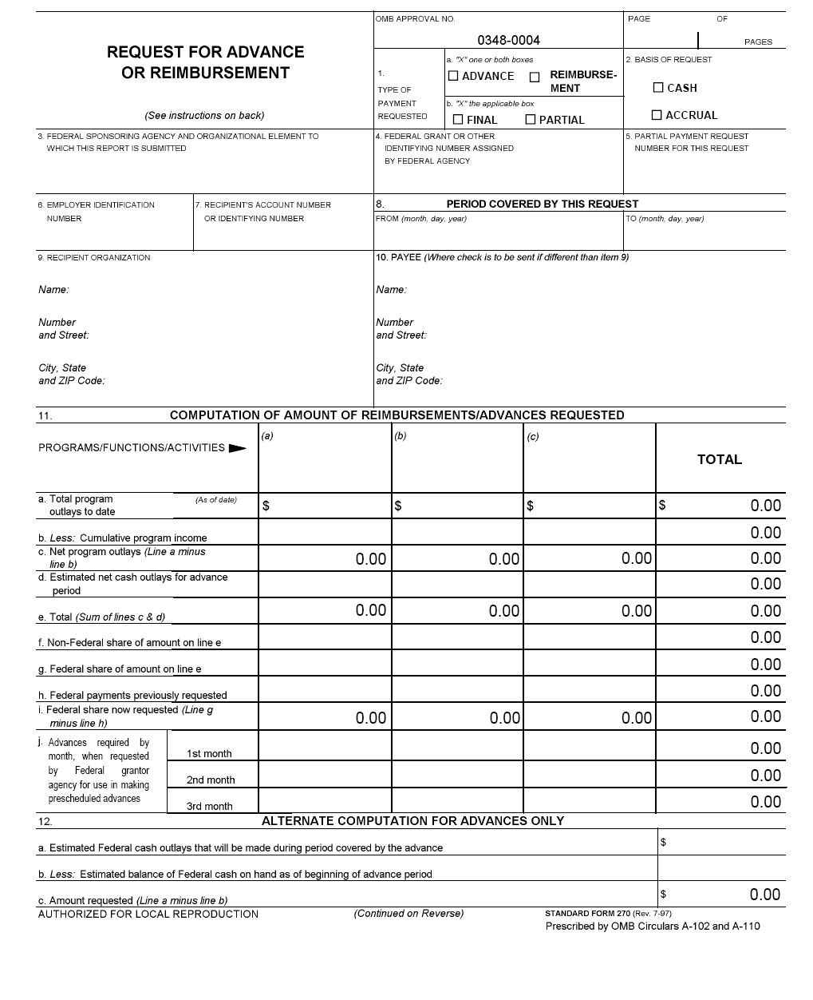 REQUEST FOR ADVANCE
OR REIMBURSEMENT
(See instructions on back)
OMB APPROVAL NO.
0348-0004
PAGE OF
PAGES
1.
TYPE OF
PAYMENT
REQUESTED
a. "X" one or both boxes
ADVANCE
REIMBURSE-
MENT
b. "X" the applicable box
FINAL PARTIAL
2. BASIS OF REQUEST
CASH
ACCRUAL
3. FEDERAL SPONSORING AGENCY AND ORGANIZATIONAL ELEMENT TO
WHICH THIS REPORT IS SUBMITTED
4. FEDERAL GRANT OR OTHER
IDENTIFYING NUMBER ASSIGNED
BY FEDERAL AGENCY
5. PARTIAL PAYMENT REQUEST
NUMBER FOR THIS REQUEST
6. EMPLOYER IDENTIFICATION
NUMBER
7. RECIPIENT'S ACCOUNT NUMBER
OR IDENTIFYING NUMBER
8. PERIOD COVERED BY THIS REQUEST
FROM (month, day, year)
TO (month, day, year)
9. RECIPIENT ORGANIZATION
Name:
Number
and Street:
City, State
and ZIP Code:
10. PAYEE (Where check is to be sent if different than item 9)
Name:
Number
and Street:
City, State
and ZIP Code:
11. COMPUTATION OF AMOUNT OF REIMBURSEMENTS/ADVANCES REQUESTED
PROGRAMS/FUNCTIONS/ACTIVITIES
(a) (b) (c)
TOTAL
a. Total program
outlays to date
(As of date)
$ $ $ $ 0.00
b. Less: Cumulative program income
0.00
c. Net program outlays (Line a minus
line b)
0.00 0.00 0.00 0.00
d. Estimated net cash outlays for advance
period
0.00
e. Total (Sum of lines c & d)
0.00 0.00 0.00 0.00
f. Non-Federal share of amount on line e
0.00
g. Federal share of amount on line e
0.00
h. Federal payments previously requested
0.00
i. Federal share now requested (Line g
minus line h)
0.00 0.00 0.00 0.00
j. Advances required by
month, when requested
by Federal grantor
agency for use in making
prescheduled advances
1st month 0.00
2nd month 0.00
3rd month 0.00
12. ALTERNATE COMPUTATION FOR ADVANCES ONLY
a. Estimated Federal cash outlays that will be made during period covered by the advance $
b. Less: Estimated balance of Federal cash on hand as of beginning of advance period
c. Amount requested (Line a minus line b) $ 0.00
AUTHORIZED FOR LOCAL REPRODUCTION (Continued on Reverse) STANDARD FORM 270 (Rev. 7-97)
Prescribed by OMB Circulars A-102 and A-110